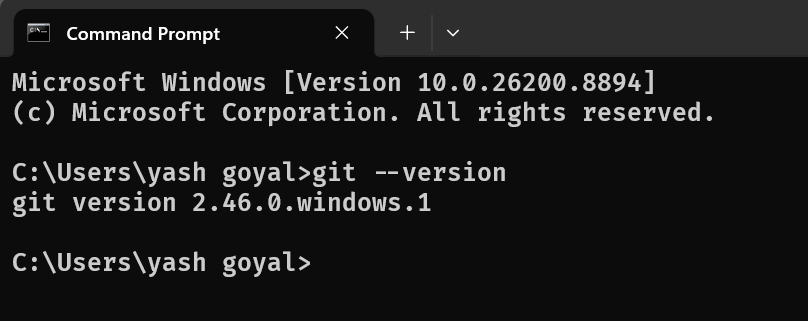 Command Prompt
Microsoft Windows [Version 10.0.26200.8894]
(c) Microsoft Corporation. All rights reserved.
C:\Users\yash goyal>git --version
git version 2.46.0.windows.1
C:\Users\yash goyal>